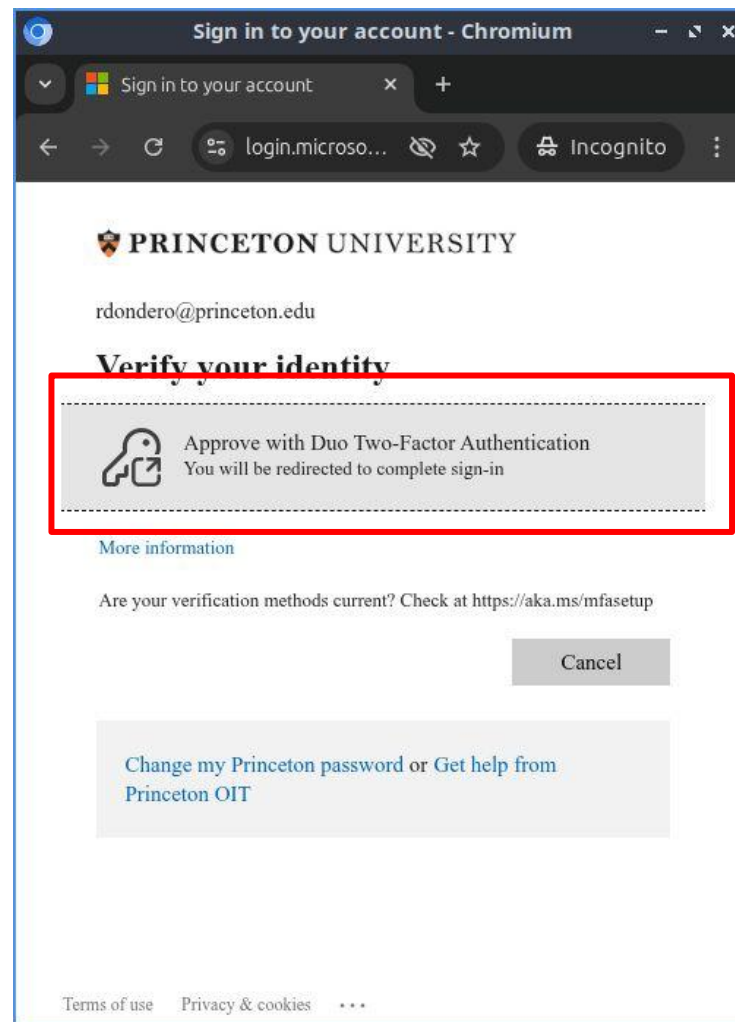 Sign in to your account - Chromium
Sign in to your account
login.microso...
Incognito
PRINCETON UNIVERSITY
rdondero@princeton.edu
Verify your identity
Approve with Duo Two-Factor Authentication
You will be redirected to complete sign-in
More information
Are your verification methods current? Check at https://aka.ms/mfasetup
Cancel
Change my Princeton password or Get help from
Princeton OIT
Terms of use Privacy & cookies ...